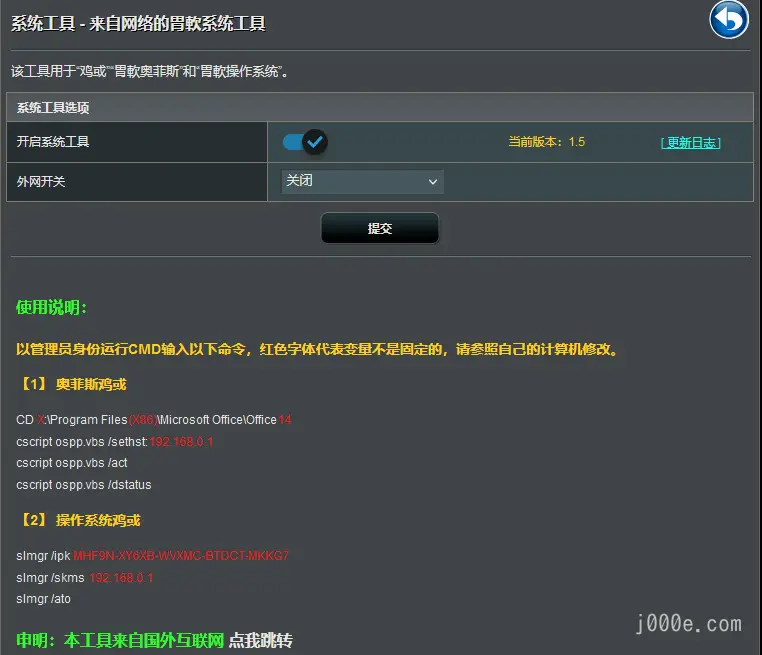 系统工具 - 来自网络的胃軟系统工具
该工具用于“鸡或”“胃軟奥菲斯”和“胃軟操作系统”。
系统工具选项
开启系统工具 当前版本：1.5 [ 更新日志 ]
外网开关 关闭
提交
使用说明：
以管理员身份运行CMD输入以下命令，红色字体代表变量不是固定的，请参照自己的计算机修改。
【1】 奥菲斯鸡或
CD X:\Program Files(X86)\Microsoft Office\Office14
cscript ospp.vbs /sethst:192.168.0.1
cscript ospp.vbs /act
cscript ospp.vbs /dstatus
【2】 操作系统鸡或
slmgr /ipk MHF9N-XY6XB-WVXMC-BTDCT-MKKG7
slmgr /skms 192.168.0.1
slmgr /ato
申明：本工具来自国外互联网 点我跳转
j000e.com